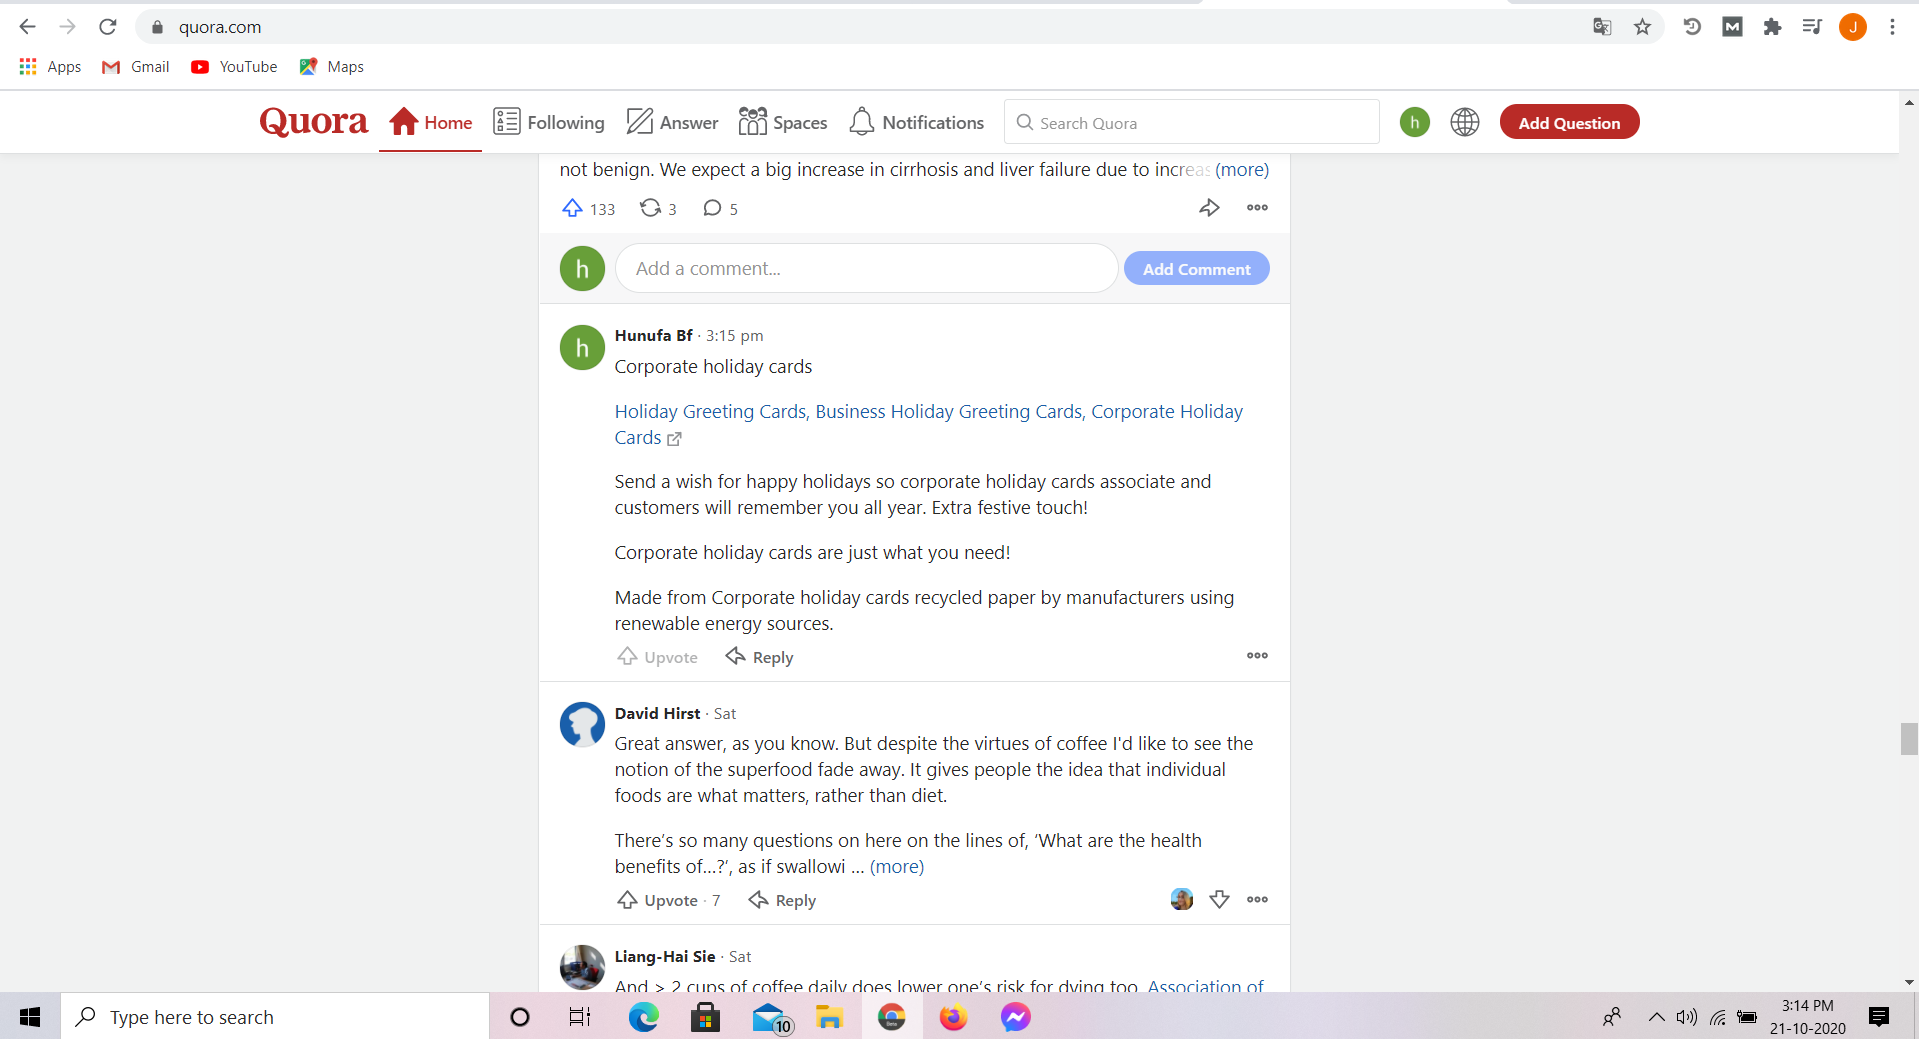 quora.com
Apps Gmail YouTube Maps
J
Quora Home Following Answer Spaces Notifications Search Quora h Add Question
not benign. We expect a big increase in cirrhosis and liver failure due to increas (more)
133 3 5
h Add a comment... Add Comment
h Hunufa Bf · 3:15 pm
Corporate holiday cards
Holiday Greeting Cards, Business Holiday Greeting Cards, Corporate Holiday
Cards
Send a wish for happy holidays so corporate holiday cards associate and
customers will remember you all year. Extra festive touch!
Corporate holiday cards are just what you need!
Made from Corporate holiday cards recycled paper by manufacturers using
renewable energy sources.
Upvote Reply
David Hirst · Sat
Great answer, as you know. But despite the virtues of coffee I'd like to see the
notion of the superfood fade away. It gives people the idea that individual
foods are what matters, rather than diet.
There’s so many questions on here on the lines of, ‘What are the health
benefits of...?’, as if swallowi ... (more)
Upvote · 7 Reply
Liang-Hai Sie · Sat
And > 2 cups of coffee daily does lower one’s risk for dying too. Association of
Type here to search 10 3:14 PM
21-10-2020